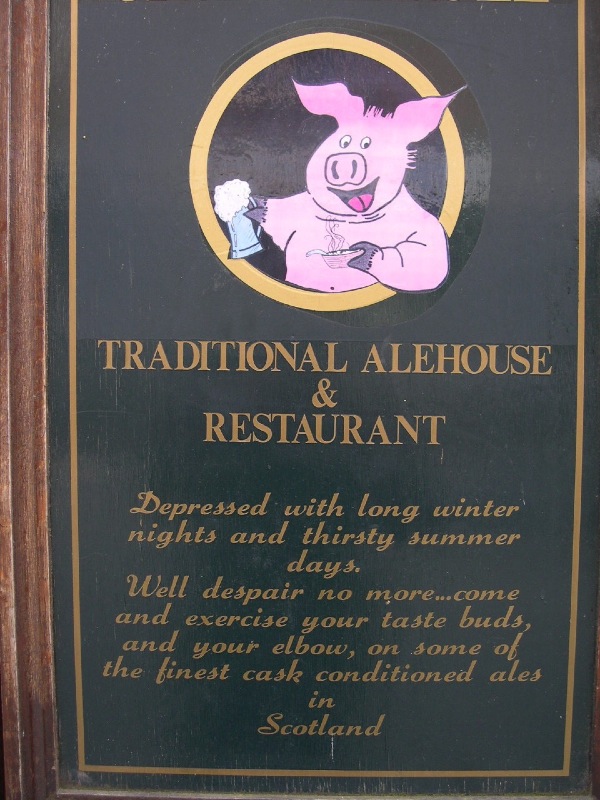 TRADITIONAL ALEHOUSE
&
RESTAURANT
Depressed with long winter
nights and thirsty summer
days.
Well despair no more...come
and exercise your taste buds,
and your elbow, on some of
the finest cask conditioned ales
in
Scotland